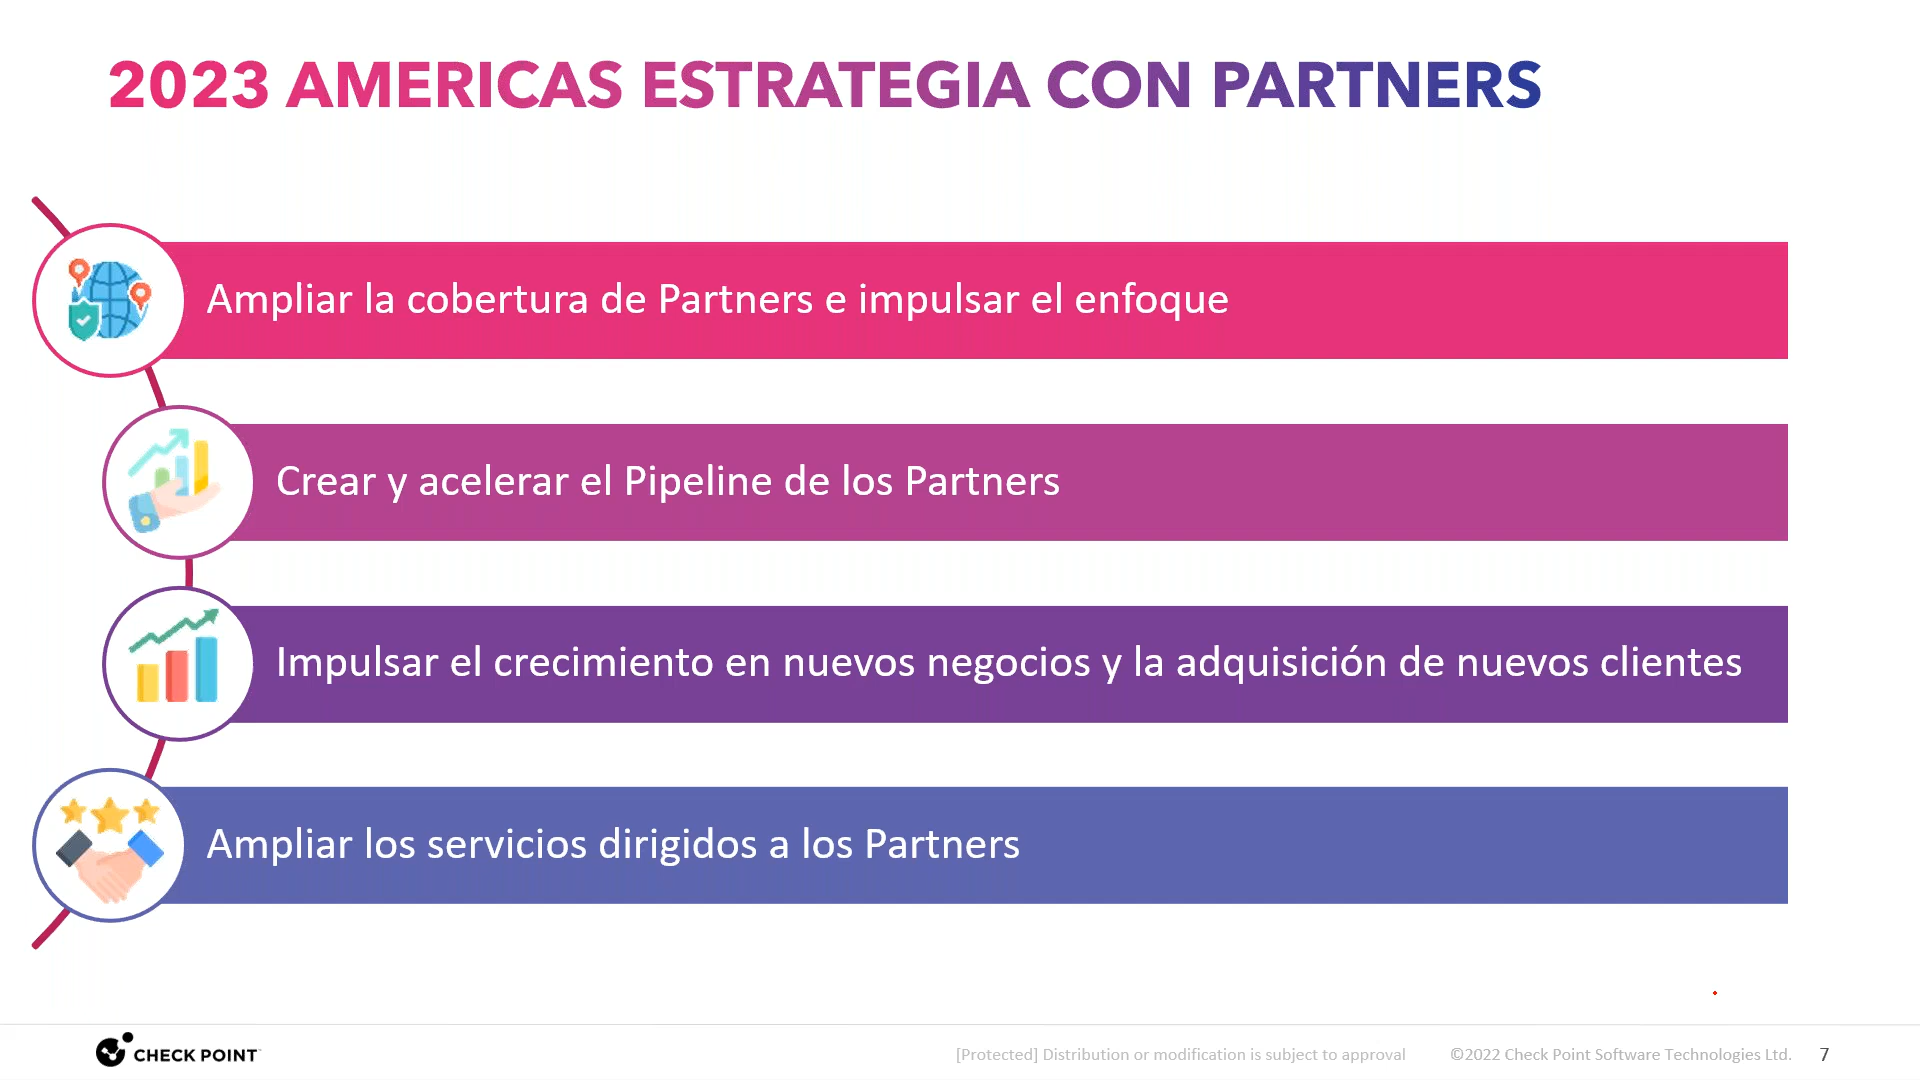 2023 AMERICAS ESTRATEGIA CON PARTNERS
Ampliar la cobertura de Partners e impulsar el enfoque
Crear y acelerar el Pipeline de los Partners
Impulsar el crecimiento en nuevos negocios y la adquisición de nuevos clientes
Ampliar los servicios dirigidos a los Partners
CHECK POINT
[Protected] Distribution or modification is subject to approval
©2022 Check Point Software Technologies Ltd.
7